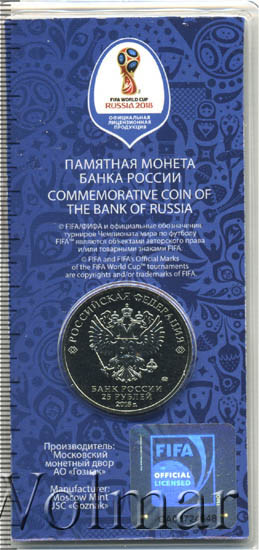 FIFA WORLD CUP
RUSSIA 2018
ОФИЦИАЛЬНАЯ
ЛИЦЕНЗИОННАЯ
ПРОДУКЦИЯ
ПАМЯТНАЯ МОНЕТА
БАНКА РОССИИ
COMMEMORATIVE COIN OF
THE BANK OF RUSSIA
© FIFA/ФИФА и официальные обозначения
турниров Чемпионата мира по футболу
FIFA™ являются объектами авторского права
и/или товарными знаками FIFA.
© FIFA and FIFA's Official Marks
of the FIFA World Cup™ tournaments
are copyrights and/or trademarks of FIFA.
РОССИЙСКАЯ ФЕДЕРАЦИЯ
БАНК РОССИИ
25 РУБЛЕЙ
2018 г.
Производитель:
Московский
монетный двор
АО «Гознак»
Manufacturer:
Moscow Mint
JSC «Goznak»
FIFA
OFFICIAL
LICENSED
Volmar